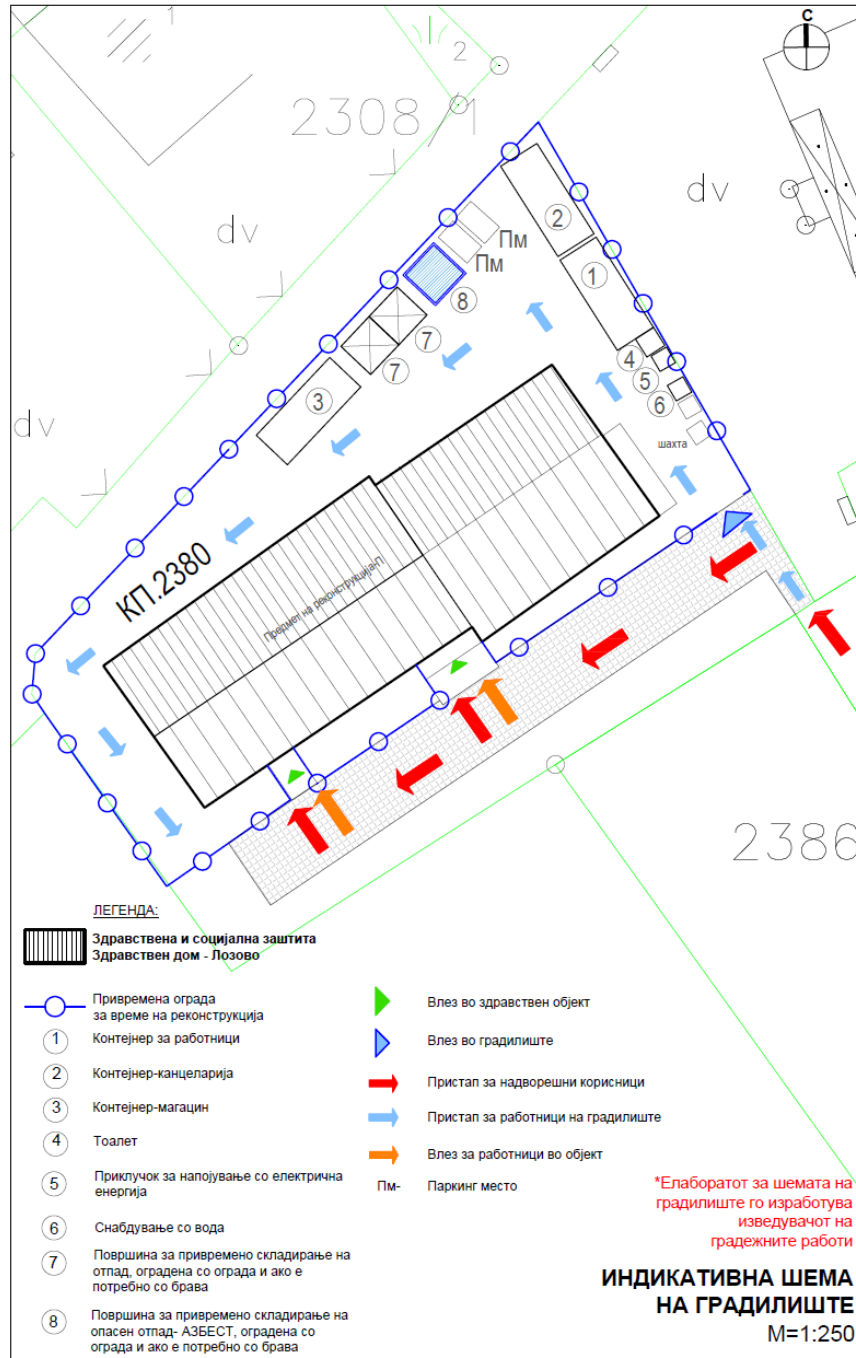 1
С
2
2308 /1
dv
dv
2
Пм
Пм
1
8
7
4
7
5
3
6
dv
шахта
КП.2380
Предмет на реконструкција-П
2386
ЛЕГЕНДА:
Здравствена и социјална заштита
Здравствен дом - Лозово
Привремена ограда
за време на реконструкција
1 Контејнер за работници
2 Контејнер-канцеларија
3 Контејнер-магацин
4 Тоалет
5 Приклучок за напојување со електрична
енергија
6 Снабдување со вода
7 Површина за привремено складирање на
отпад, оградена со ограда и ако е
потребно со брава
8 Површина за привремено складирање на
опасен отпад- АЗБЕСТ, оградена со
ограда и ако е потребно со брава
Влез во здравствен објект
Влез во градилиште
Пристап за надворешни корисници
Пристап за работници на градилиште
Влез за работници во објект
Пм- Паркинг место
*Елаборатот за шемата на
градилиште го изработува
изведувачот на
градежните работи
ИНДИКАТИВНА ШЕМА
НА ГРАДИЛИШТЕ
М=1:250